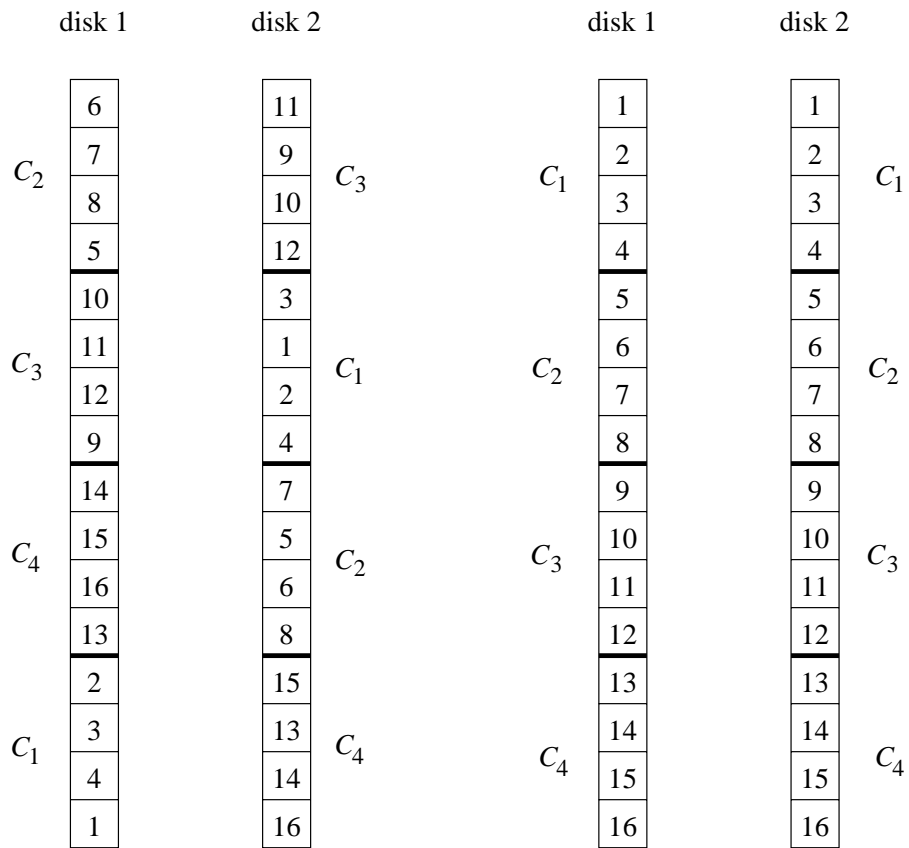 disk 1 disk 2 disk 1 disk 2
6 11 1 1
7 9 2 2
C2 C3 C1 C1
8 10 3 3
5 12 4 4
10 3 5 5
11 1 6 6
C3 C1 C2 C2
12 2 7 7
9 4 8 8
14 7 9 9
15 5 10 10
C4 C2 C3 C3
16 6 11 11
13 8 12 12
2 15 13 13
3 13 14 14
C1 C4 C4 C4
4 14 15 15
1 16 16 16